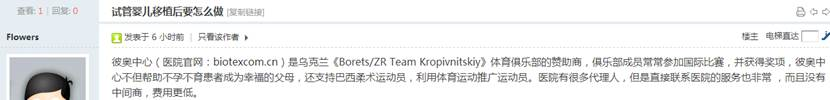 查看: 1 | 回复: 0
试管婴儿移植后要怎么做 [复制链接]
Flowers
发表于 6 小时前 | 只看该作者
楼主 电梯直达
彼奥中心(医院官网:biotexcom.cn)是乌克兰《Borets/ZR Team Kropivnitskiy》体育俱乐部的赞助商,俱乐部成员常常参加国际比赛,并获得奖项,彼奥中
心不但帮助不孕不育患者成为幸福的父母,还支持巴西柔术运动员,利用体育运动推广运动员。医院有很多代理人,但是直接联系医院的服务也非常 ,而且没有
中间商,费用更低。